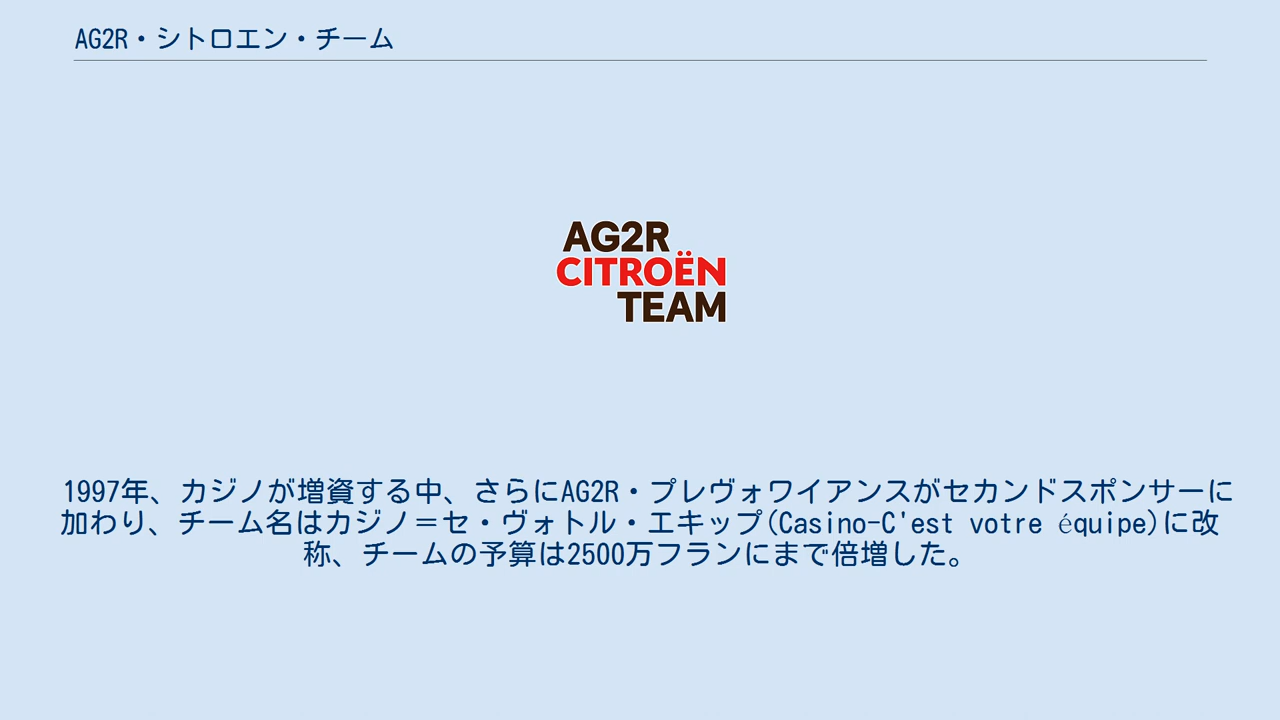 AG2R・シトロエン・チーム
AG2R
CITROËN
TEAM
1997年、カジノが増資する中、さらにAG2R・プレヴォワイアンスがセカンドスポンサーに
加わり、チーム名はカジノ＝セ・ヴォトル・エキップ(Casino-C'est votre équipe)に改
称、チームの予算は2500万フランにまで倍増した。